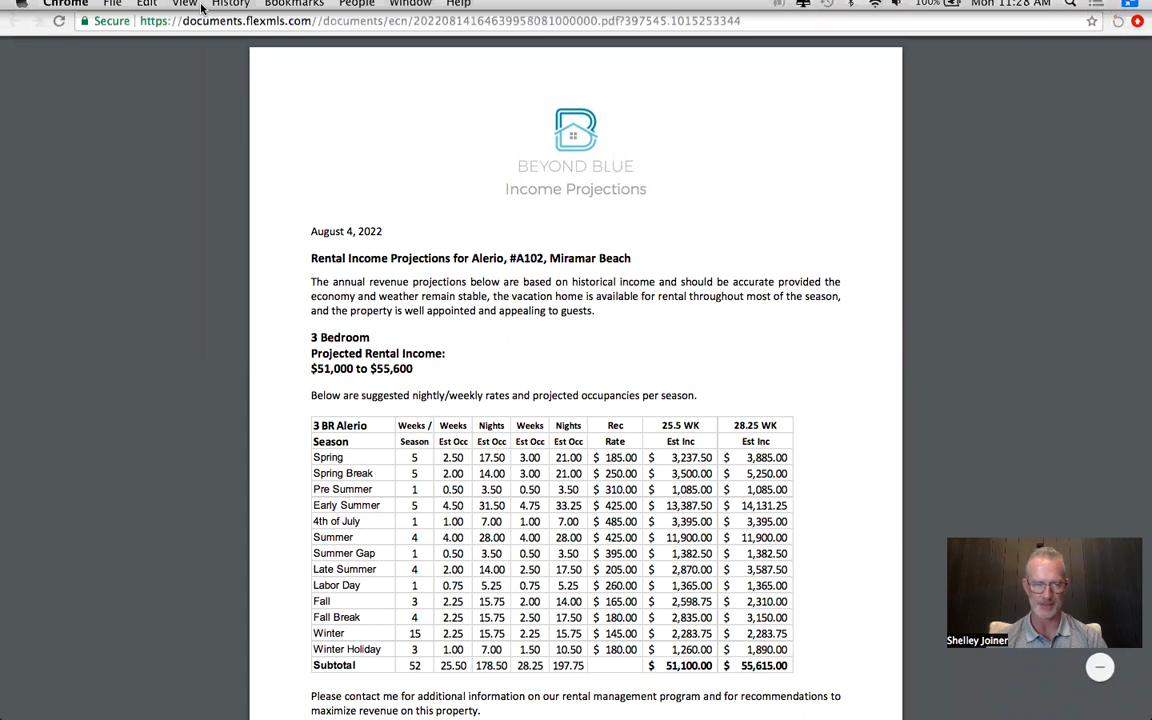 Chrome File Edit View History Bookmarks People Window Help 100% Mon 11:28 AM
Secure https://documents.flexmls.com//documents/ecn/20220814164639958081000000.pdf?397545.1015253344
BEYOND BLUE
Income Projections
August 4, 2022
Rental Income Projections for Alerio, #A102, Miramar Beach
The annual revenue projections below are based on historical income and should be accurate provided the
economy and weather remain stable, the vacation home is available for rental throughout most of the season,
and the property is well appointed and appealing to guests.
3 Bedroom
Projected Rental Income:
$51,000 to $55,600
Below are suggested nightly/weekly rates and projected occupancies per season.
3 BR Alerio Weeks / Weeks Nights Weeks Nights Rec 25.5 WK 28.25 WK
Season Season Est Occ Est Occ Est Occ Est Occ Rate Est Inc Est Inc
Spring 5 2.50 17.50 3.00 21.00 $ 185.00 $ 3,237.50 $ 3,885.00
Spring Break 5 2.00 14.00 3.00 21.00 $ 250.00 $ 3,500.00 $ 5,250.00
Pre Summer 1 0.50 3.50 0.50 3.50 $ 310.00 $ 1,085.00 $ 1,085.00
Early Summer 5 4.50 31.50 4.75 33.25 $ 425.00 $ 13,387.50 $ 14,131.25
4th of July 1 1.00 7.00 1.00 7.00 $ 485.00 $ 3,395.00 $ 3,395.00
Summer 4 4.00 28.00 4.00 28.00 $ 425.00 $ 11,900.00 $ 11,900.00
Summer Gap 1 0.50 3.50 0.50 3.50 $ 395.00 $ 1,382.50 $ 1,382.50
Late Summer 4 2.00 14.00 2.50 17.50 $ 205.00 $ 2,870.00 $ 3,587.50
Labor Day 1 0.75 5.25 0.75 5.25 $ 260.00 $ 1,365.00 $ 1,365.00
Fall 3 2.25 15.75 2.00 14.00 $ 165.00 $ 2,598.75 $ 2,310.00
Fall Break 4 2.25 15.75 2.50 17.50 $ 180.00 $ 2,835.00 $ 3,150.00
Winter 15 2.25 15.75 2.25 15.75 $ 145.00 $ 2,283.75 $ 2,283.75
Winter Holiday 3 1.00 7.00 1.50 10.50 $ 180.00 $ 1,260.00 $ 1,890.00
Subtotal 52 25.50 178.50 28.25 197.75 $ 51,100.00 $ 55,615.00
Please contact me for additional information on our rental management program and for recommendations to
maximize revenue on this property.
Shelley Joiner